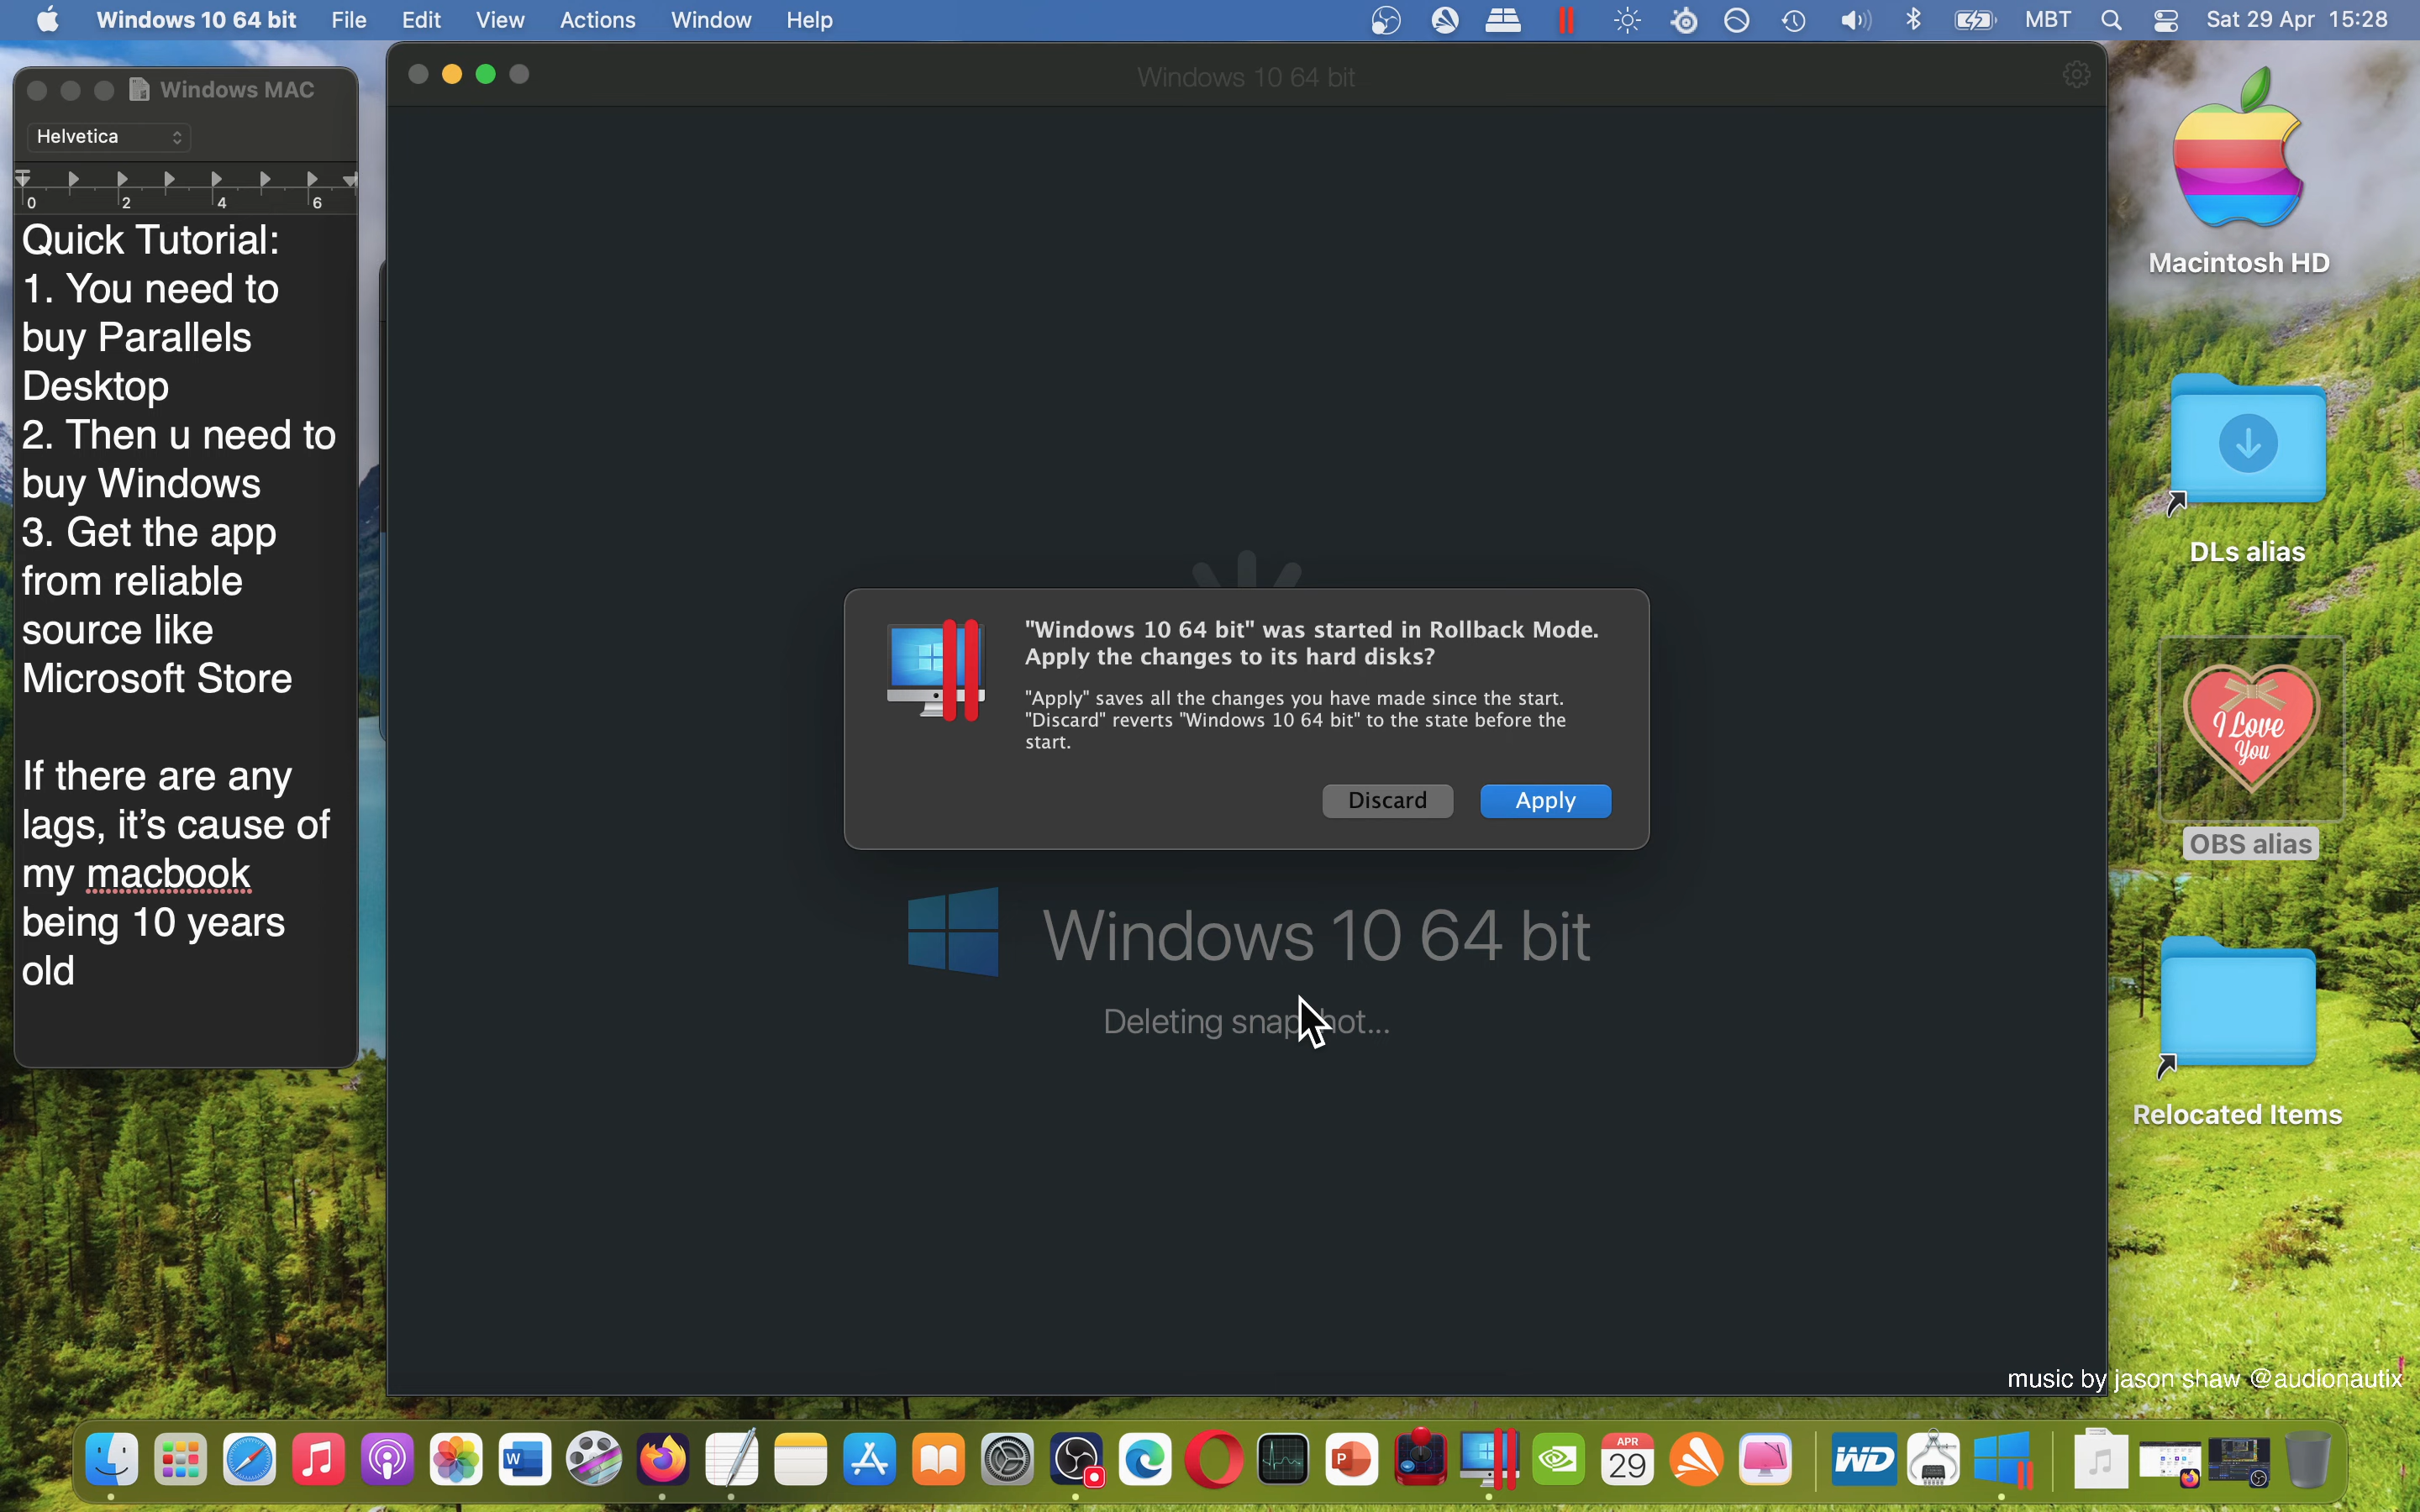 Windows 10 64 bit File Edit View Actions Window Help MBT Sat 29 Apr 15:28
Windows MAC
Helvetica
0 2 4 6
Quick Tutorial:
1. You need to
buy Parallels
Desktop
2. Then u need to
buy Windows
3. Get the app
from reliable
source like
Microsoft Store
If there are any
lags, it's cause of
my macbook
being 10 years
old
Windows 10 64 bit
"Windows 10 64 bit" was started in Rollback Mode.
Apply the changes to its hard disks?
"Apply" saves all the changes you have made since the start.
"Discard" reverts "Windows 10 64 bit" to the state before the
start.
Discard Apply
Windows 10 64 bit
Deleting snapshot...
Macintosh HD
DLs alias
I Love
You
OBS alias
Relocated Items
music by jason shaw @audionautix
W
P
APR
29
WD